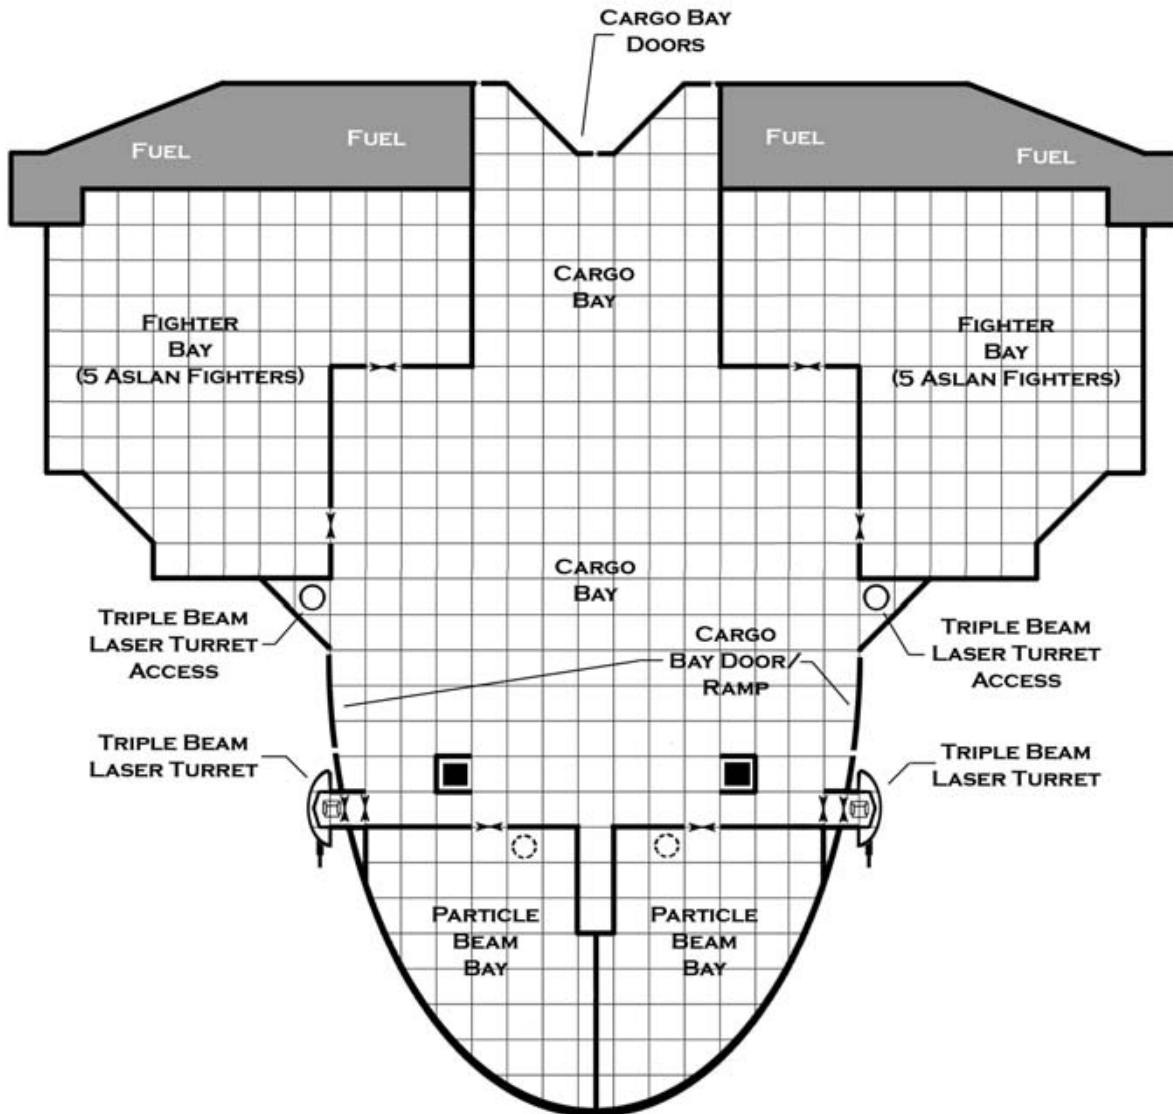 CARGO BAY
DOORS
FUEL
FUEL
FUEL
FUEL
CARGO
BAY
FIGHTER
BAY
(5 ASLAN FIGHTERS)
FIGHTER
BAY
(5 ASLAN FIGHTERS)
CARGO
BAY
TRIPLE BEAM
LASER TURRET
ACCESS
CARGO
BAY DOOR/
RAMP
TRIPLE BEAM
LASER TURRET
ACCESS
TRIPLE BEAM
LASER TURRET
TRIPLE BEAM
LASER TURRET
PARTICLE
BEAM
BAY
PARTICLE
BEAM
BAY